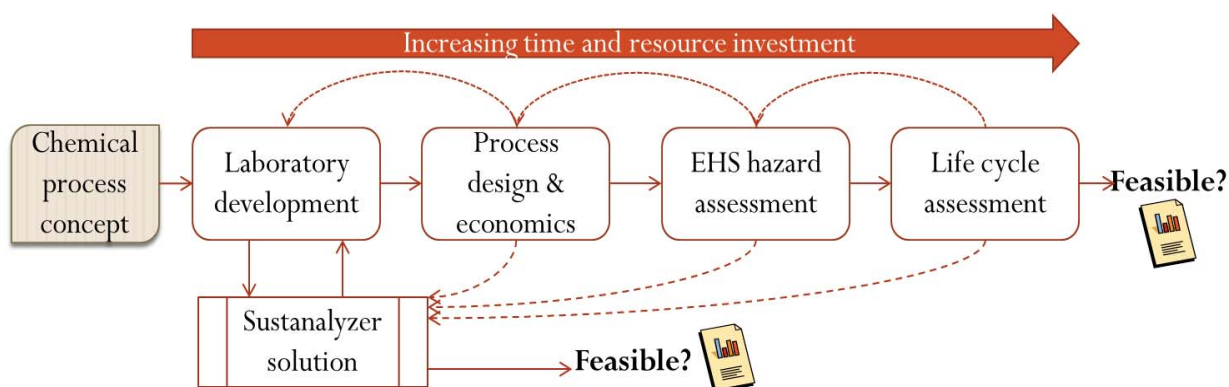 Increasing time and resource investment
Chemical
process
concept
Laboratory
development
Process
design &
economics
EHS hazard
assessment
Life cycle
assessment
Feasible?
Sustanalyzer
solution
Feasible?